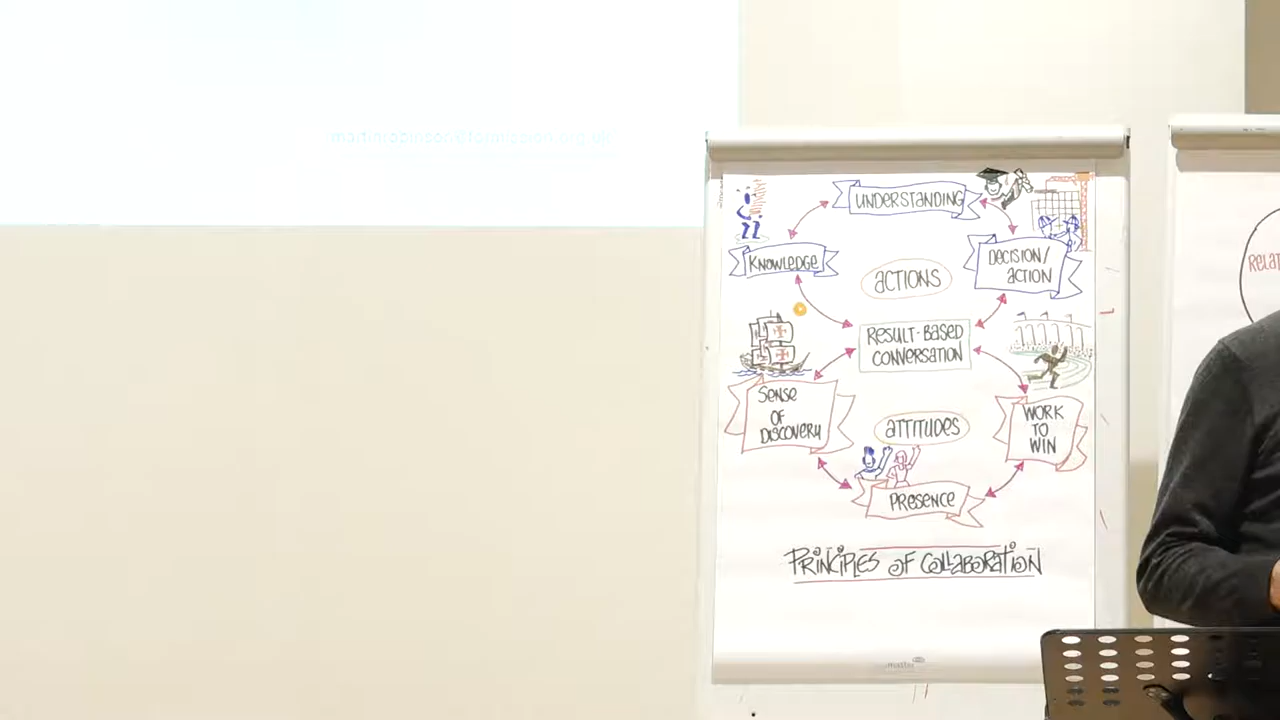 UNDERSTANDING
KNOWLEDGE
DECISION/
ACTION
ACTIONS
RESULT-BASED
CONVERSATION
SENSE
OF
DISCOVERY
ATTITUDES
WORK
TO
WIN
PRESENCE
PRINCIPLES OF COLLABORATION
master